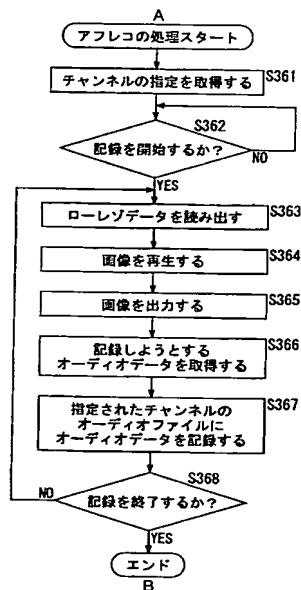 A
アフレコの処理スタート
S361
チャンネルの指定を取得する
S362
記録を開始するか?
NO
YES
S363
ローレゾデータを読み出す
S364
画像を再生する
S365
画像を出力する
S366
記録しようとする
オーディオデータを取得する
S367
指定されたチャンネルの
オーディオファイルに
オーディオデータを記録する
S368
NO
記録を終了するか?
YES
エンド
B